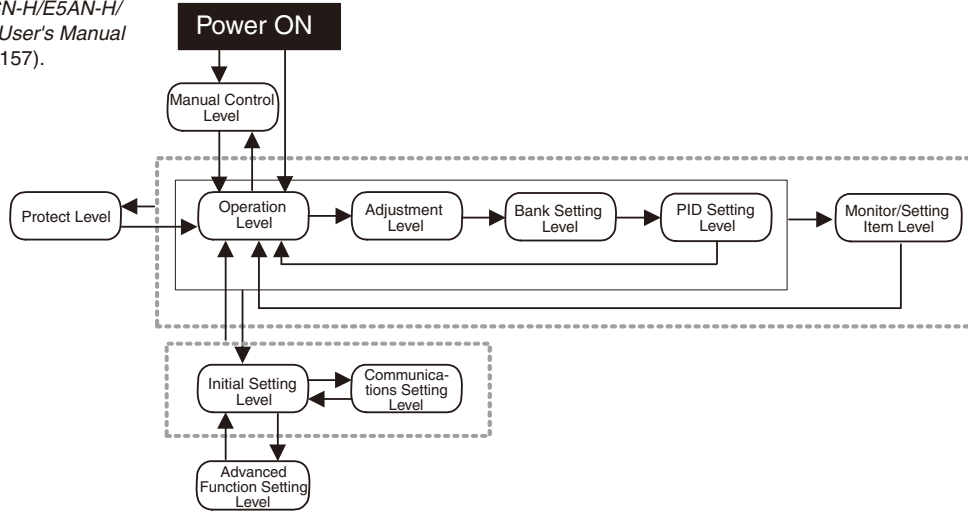 CN-H/E5AN-H/
User's Manual
157).
Power ON
Manual Control
Level
Protect Level
Operation
Level
Adjustment
Level
Bank Setting
Level
PID Setting
Level
Monitor/Setting
Item Level
Initial Setting
Level
Communica-
tions Setting
Level
Advanced
Function Setting
Level